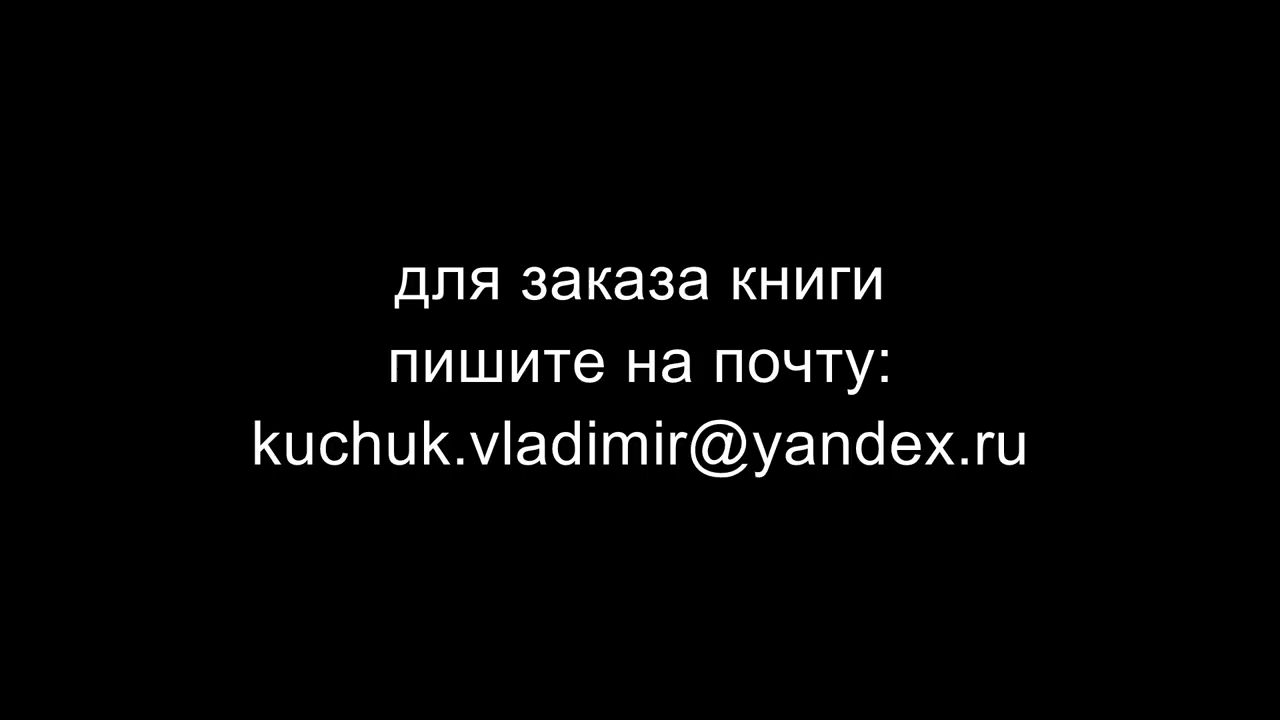 для заказа книги
пишите на почту:
kuchuk.vladimir@yandex.ru